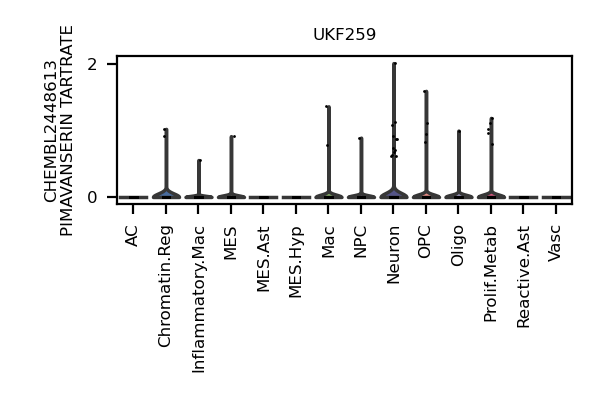 UKF259
CHEMBL2448613
PIMAVANSERIN TARTRATE
2
0
AC
Chromatin.Reg
Inflammatory.Mac
MES
MES.Ast
MES.Hyp
Mac
NPC
Neuron
OPC
Oligo
Prolif.Metab
Reactive.Ast
Vasc